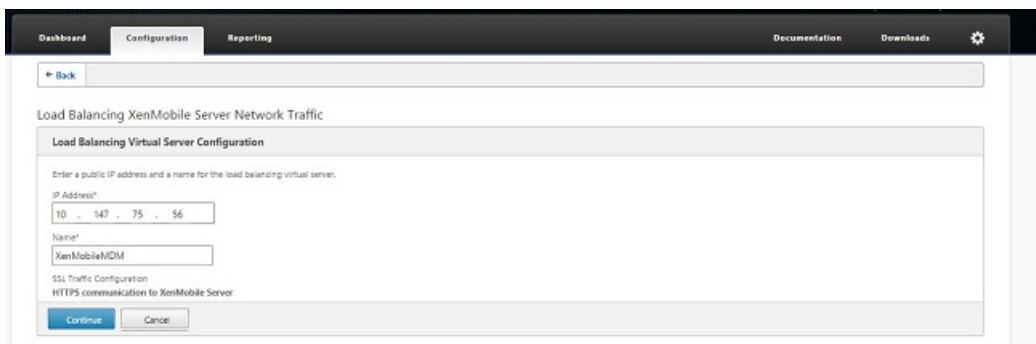 Dashboard Configuration Reporting Documentation Downloads
Back
Load Balancing XenMobile Server Network Traffic
Load Balancing Virtual Server Configuration
Enter a public IP address and a name for the load balancing virtual server.
IP Address*
10 . 147 . 75 . 56
Name*
XenMobileMDM
SSL Traffic Configuration
HTTPS communication to XenMobile Server
Continue Cancel